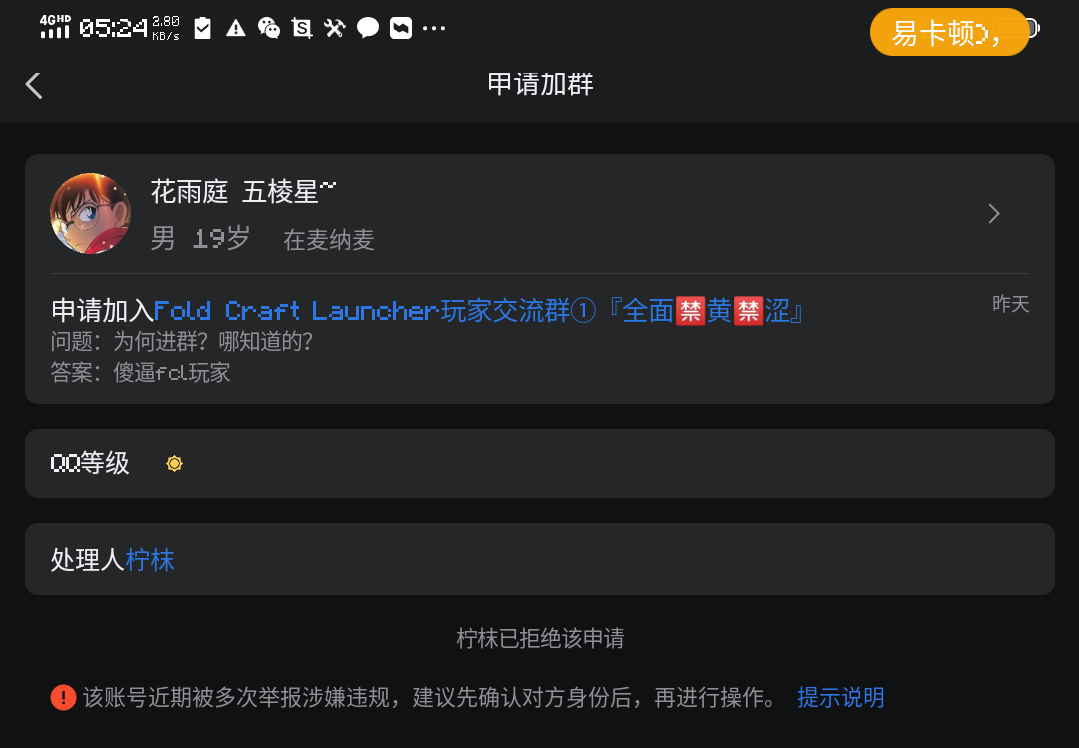 4GHD 05:24 2.80 KB/s
易卡顿，
申请加群
花雨庭 五棱星~
男 19岁 在麦纳麦
申请加入Fold Craft Launcher玩家交流群①『全面🈲黄🈲涩』
昨天
问题：为何进群？哪知道的？
答案：傻逼fcl玩家
QQ等级
处理人柠枺
柠枺已拒绝该申请
该账号近期被多次举报涉嫌违规，建议先确认对方身份后，再进行操作。 提示说明